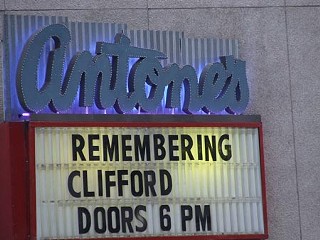 Antone's
REMEMBERING
CLIFFORD
DOORS 6 PM